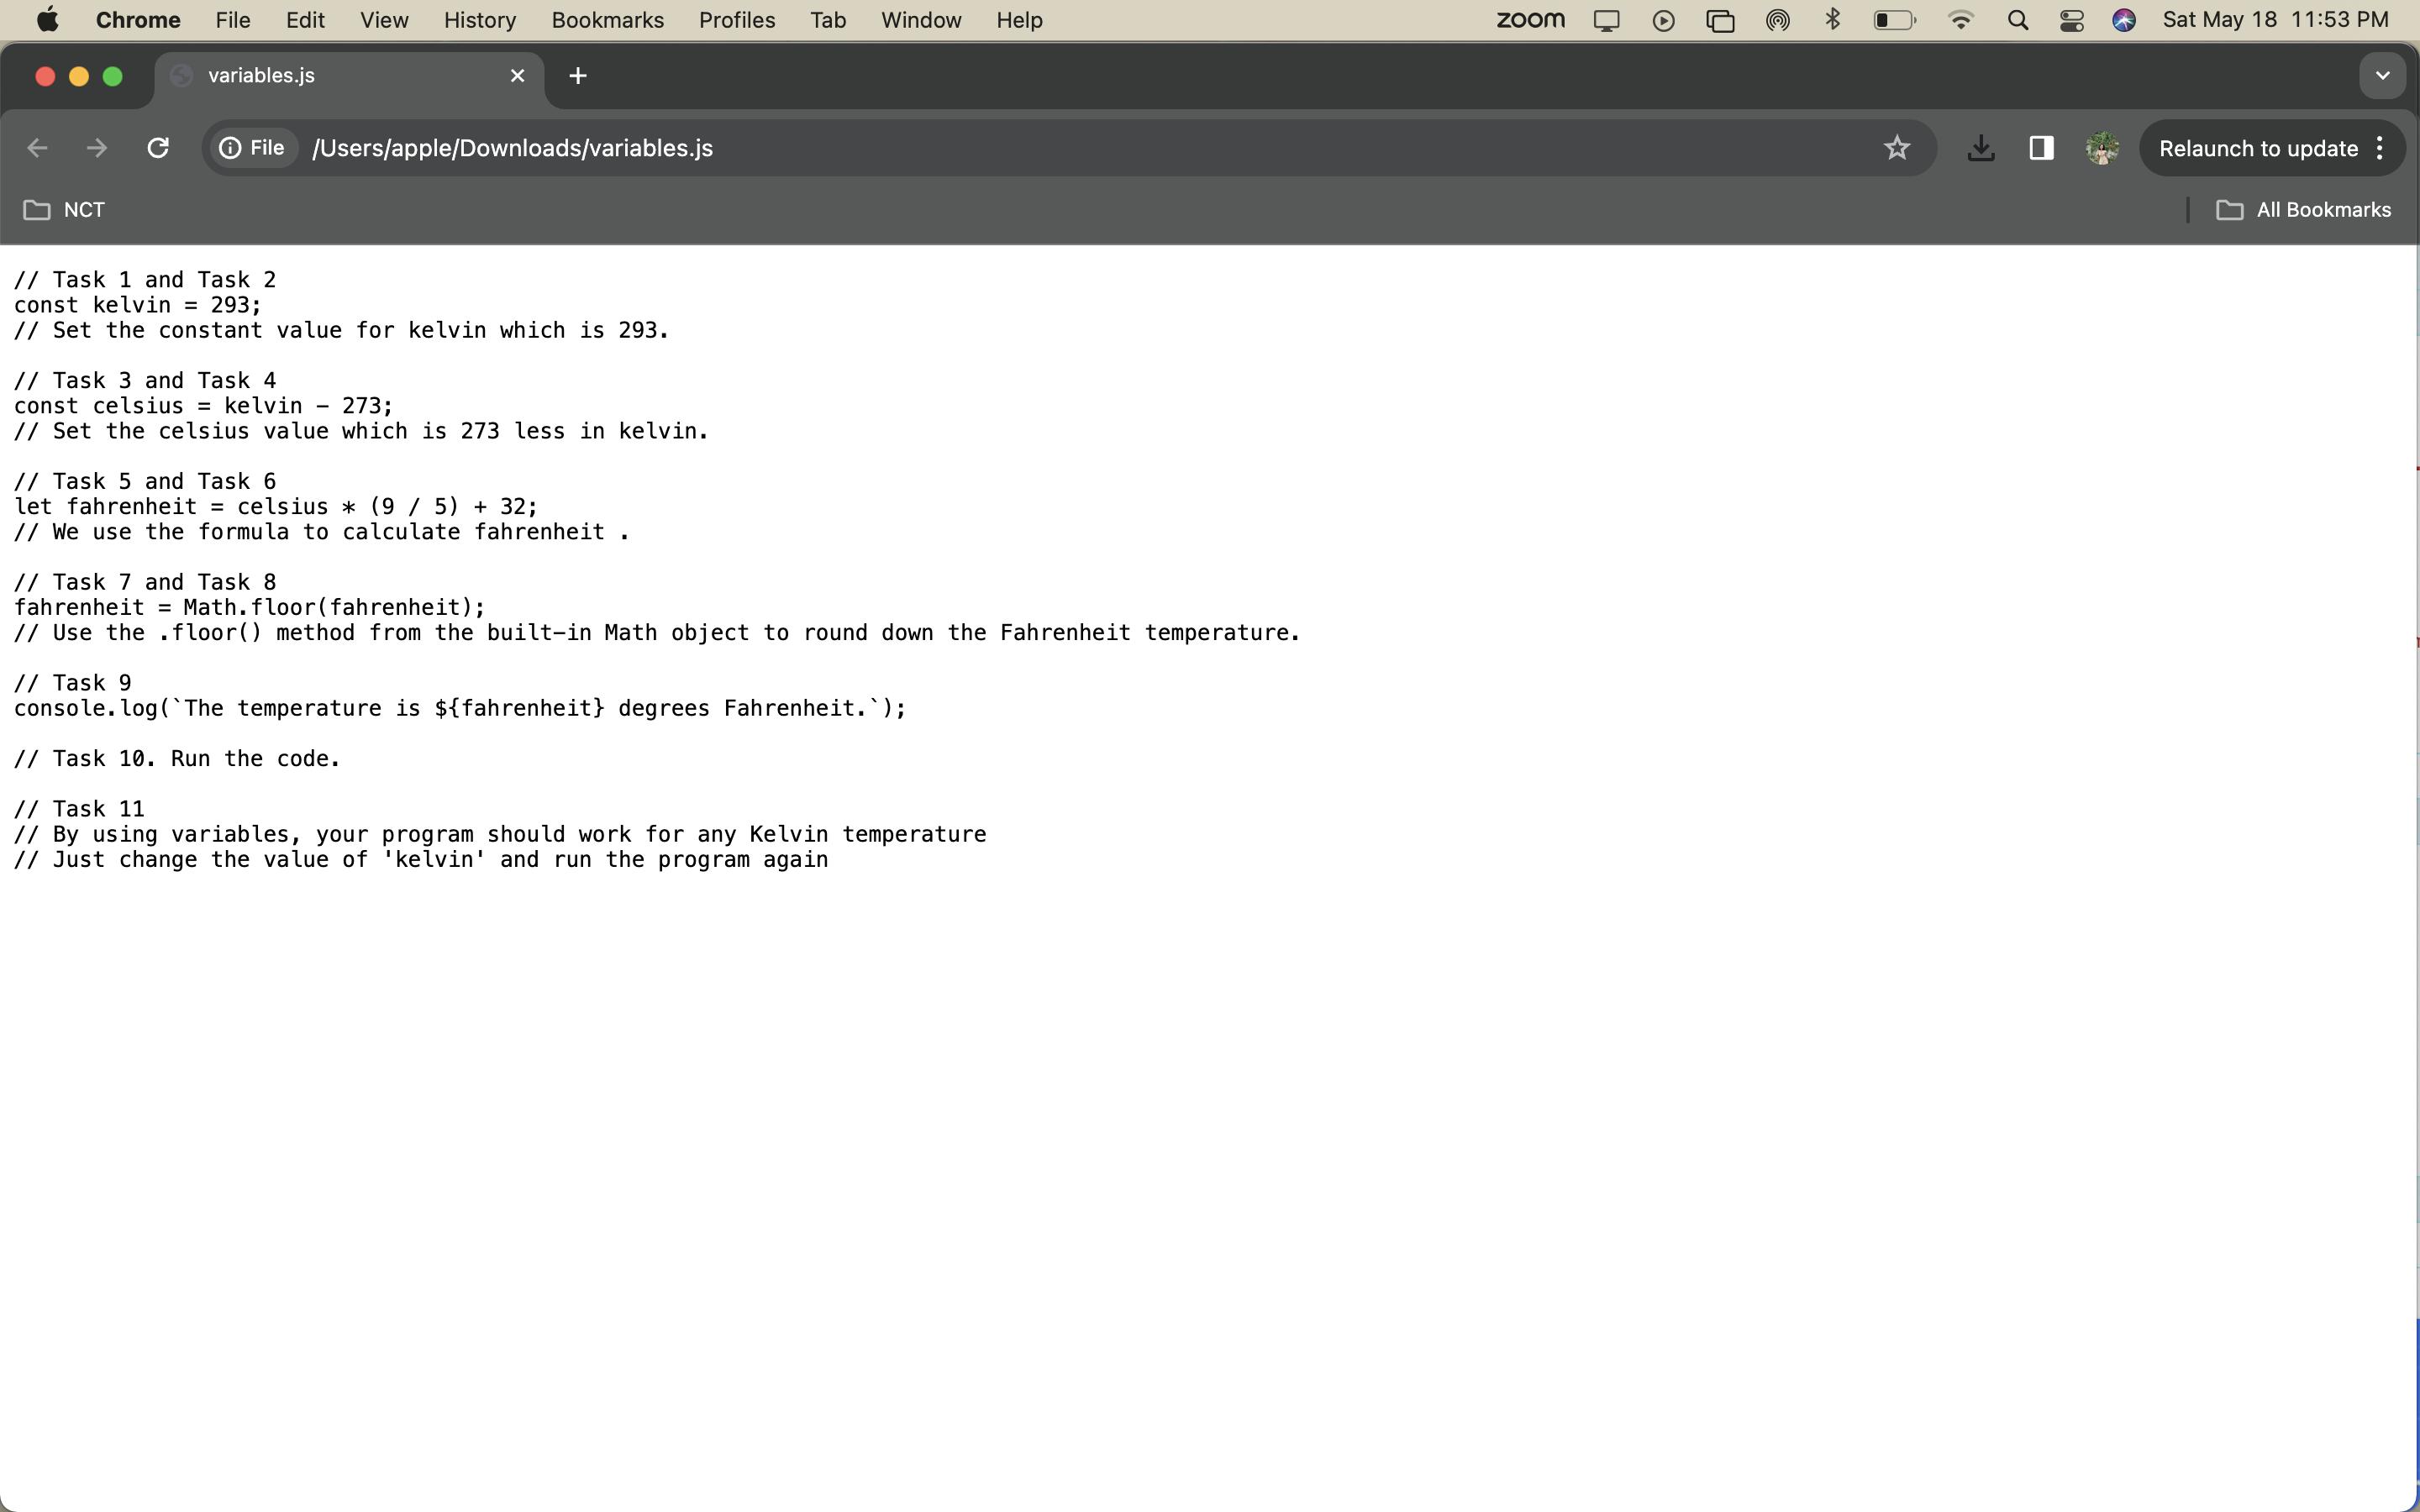 Chrome File Edit View History Bookmarks Profiles Tab Window Help zoom Sat May 18 11:53 PM
variables.js
File /Users/apple/Downloads/variables.js Relaunch to update
NCT All Bookmarks
// Task 1 and Task 2
const kelvin = 293;
// Set the constant value for kelvin which is 293.
// Task 3 and Task 4
const celsius = kelvin - 273;
// Set the celsius value which is 273 less in kelvin.
// Task 5 and Task 6
let fahrenheit = celsius * (9 / 5) + 32;
// We use the formula to calculate fahrenheit .
// Task 7 and Task 8
fahrenheit = Math.floor(fahrenheit);
// Use the .floor() method from the built-in Math object to round down the Fahrenheit temperature.
// Task 9
console.log(`The temperature is ${fahrenheit} degrees Fahrenheit.`);
// Task 10. Run the code.
// Task 11
// By using variables, your program should work for any Kelvin temperature
// Just change the value of 'kelvin' and run the program again